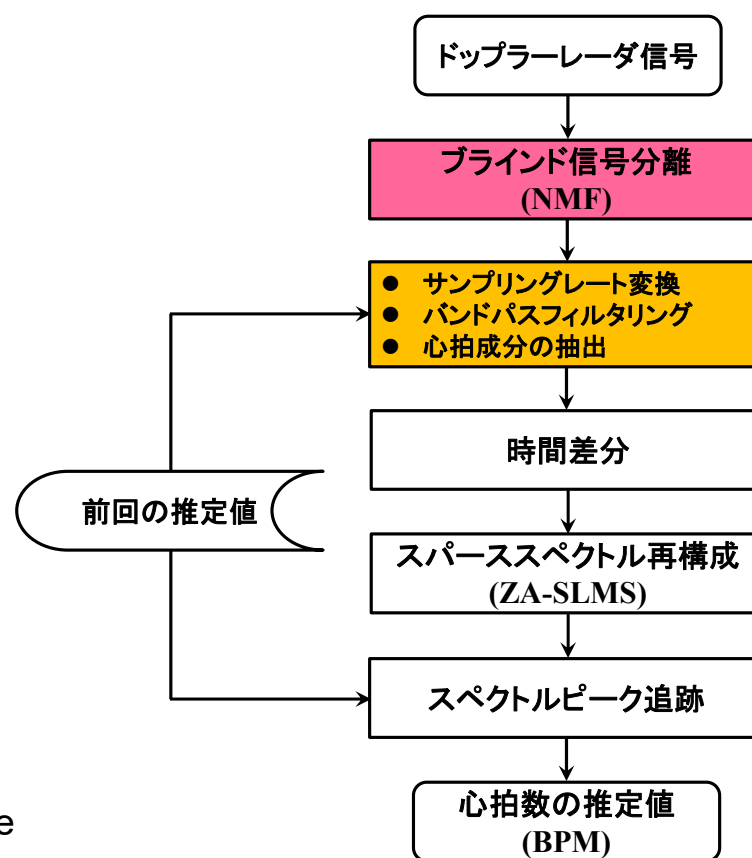 ドップラーレーダ信号
ブラインド信号分離
(NMF)
● サンプリングレート変換
● バンドパスフィルタリング
● 心拍成分の抽出
時間差分
前回の推定値
スパーススペクトル再構成
(ZA-SLMS)
スペクトルピーク追跡
心拍数の推定値
(BPM)
e